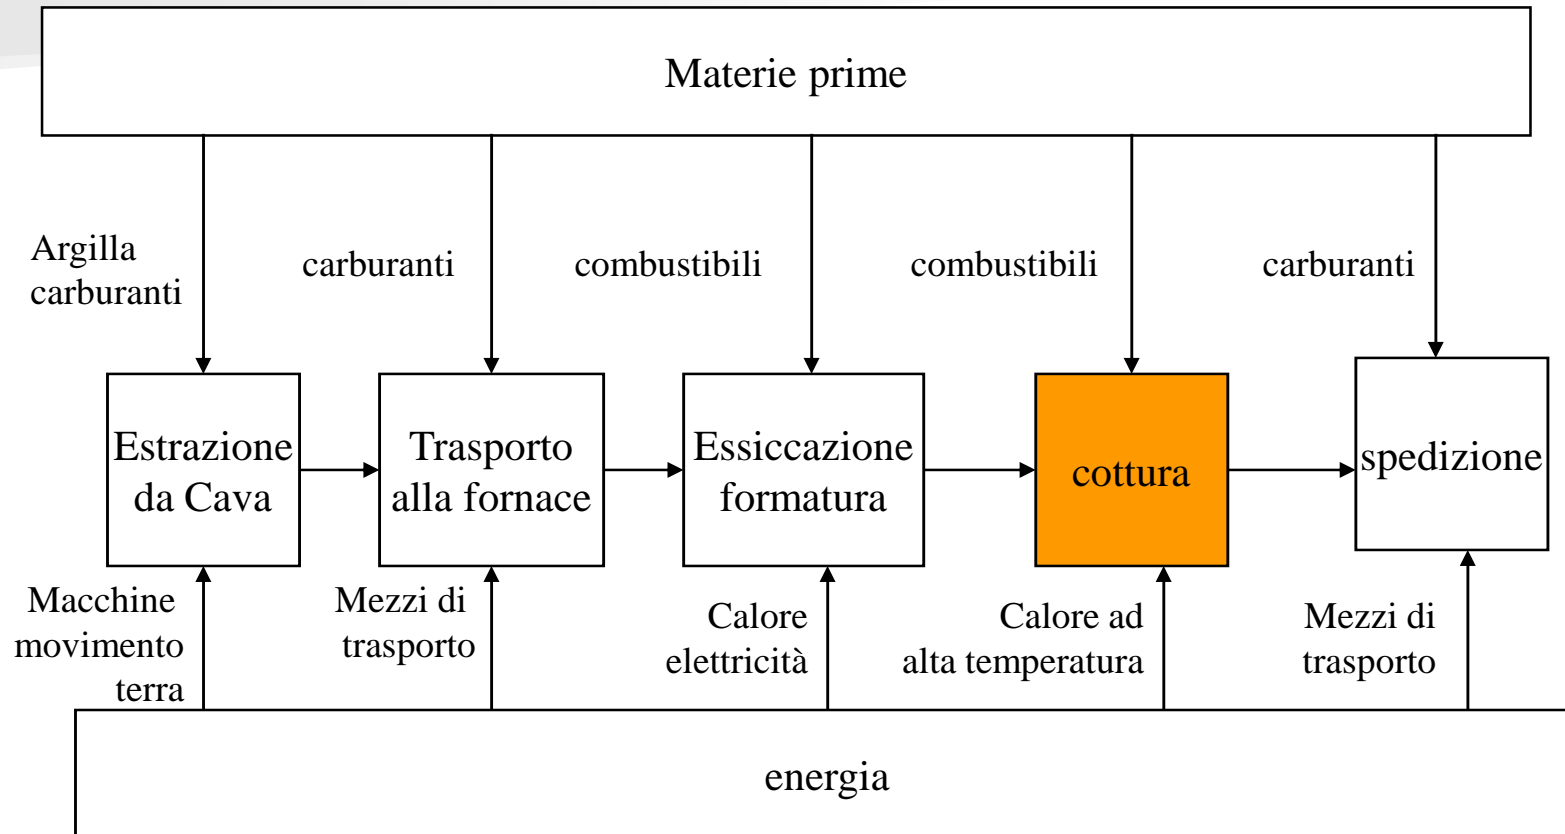 Materie prime
Argilla
carburanti
carburanti
combustibili
combustibili
carburanti
Estrazione
da Cava
Trasporto
alla fornace
Essiccazione
formatura
cottura
spedizione
Macchine
movimento
terra
Mezzi di
trasporto
Calore
elettricità
Calore ad
alta temperatura
Mezzi di
trasporto
energia